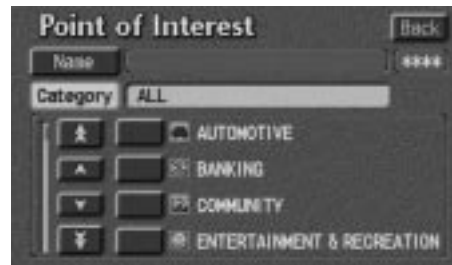 Point of Interest Back
Name ****
Category ALL
AUTOMOTIVE
BANKING
COMMUNITY
ENTERTAINMENT & RECREATION